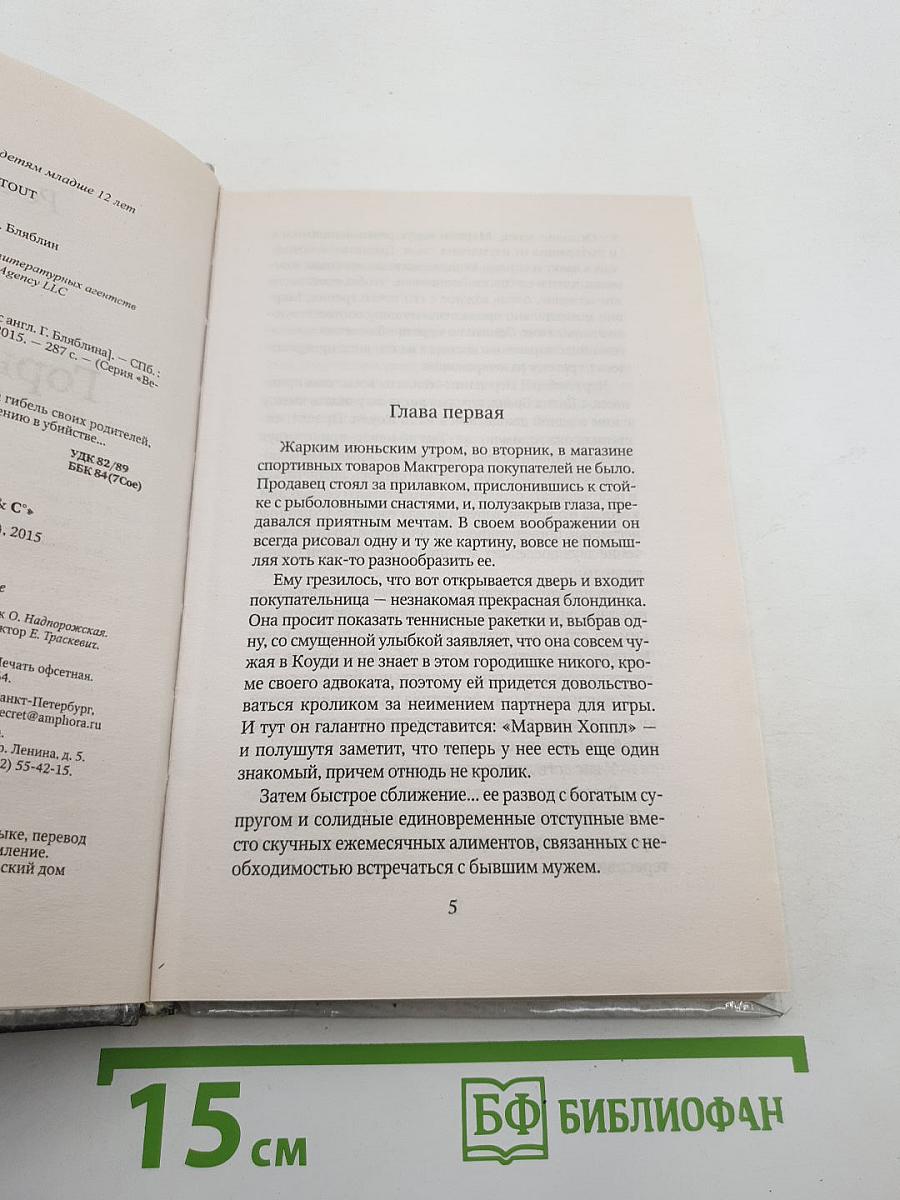 детям младше 12 лет
TOUT
. Бляблин
литературных агентств
Agency LLC
с англ. Г. Бляблина]. — СПб. :
2015. — 287 с. — (Серия «Ве-
гибель своих родителей,
ению в убийстве...
УДК 82/89
ББК 84(7Сое)
& С°»
), 2015
е
к О. Надпорожская.
ктор Е. Траскевич.
Печать офсетная.
64.
анкт-Петербург,
secret@amphora.ru
р. Ленина, д. 5.
2) 55-42-15.
ыке, перевод
мление.
ский дом
Глава первая
Жарким июньским утром, во вторник, в магазине
спортивных товаров Макгрегора покупателей не было.
Продавец стоял за прилавком, прислонившись к стой-
ке с рыболовными снастями, и, полузакрыв глаза, пре-
давался приятным мечтам. В своем воображении он
всегда рисовал одну и ту же картину, вовсе не помыш-
ляя хоть как-то разнообразить ее.
Ему грезилось, что вот открывается дверь и входит
покупательница — незнакомая прекрасная блондинка.
Она просит показать теннисные ракетки и, выбрав од-
ну, со смущенной улыбкой заявляет, что она совсем чу-
жая в Коуди и не знает в этом городишке никого, кро-
ме своего адвоката, поэтому ей придется довольство-
ваться кроликом за неимением партнера для игры.
И тут он галантно представится: «Марвин Хоппл» —
и полушутя заметит, что теперь у нее есть еще один
знакомый, причем отнюдь не кролик.
Затем быстрое сближение... ее развод с богатым су-
пругом и солидные единовременные отступные вме-
сто скучных ежемесячных алиментов, связанных с не-
обходимостью встречаться с бывшим мужем.
5
15 см
БФ БИБЛИОФАН